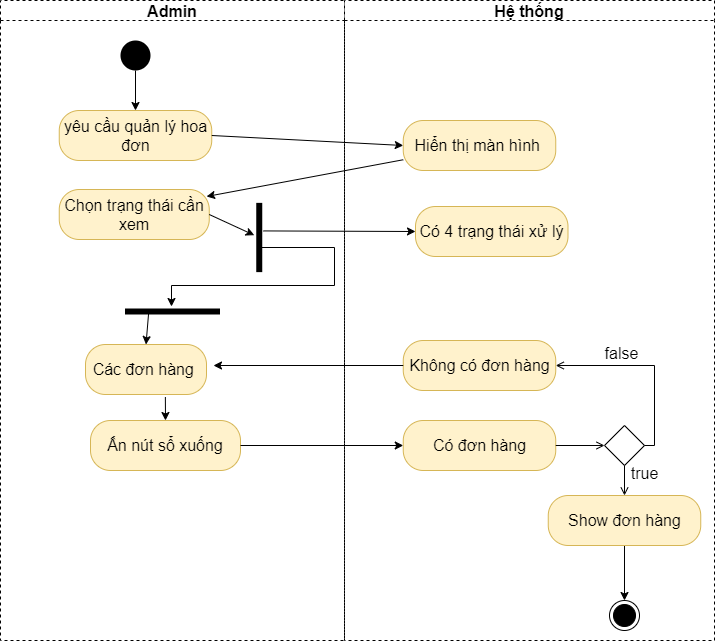 Admin
Hệ thống
yêu cầu quản lý hoa
đơn
Hiển thị màn hình
Chọn trạng thái cần
xem
Có 4 trạng thái xử lý
Các đơn hàng
Không có đơn hàng
false
Ấn nút sổ xuống
Có đơn hàng
true
Show đơn hàng